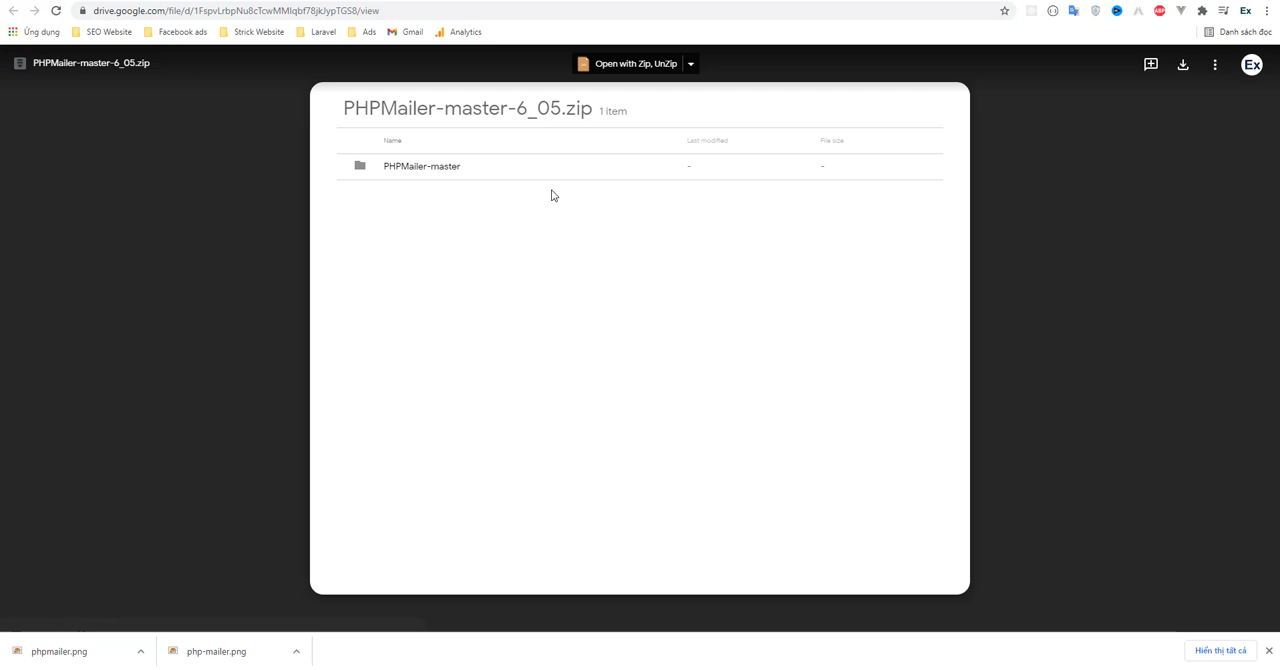 drive.google.com/file/d/1FspvLrbpNu8cTcwMMIqbf78jkJypTGS8/view
Ứng dụng SEO Website Facebook ads Strick Website Laravel Ads Gmail Analytics Danh sách đọc
PHPMailer-master-6_05.zip Open with Zip, UnZip Ex
PHPMailer-master-6_05.zip 1 item
Name Last modified File size
PHPMailer-master - -
phpmailer.png php-mailer.png Hiển thị tất cả